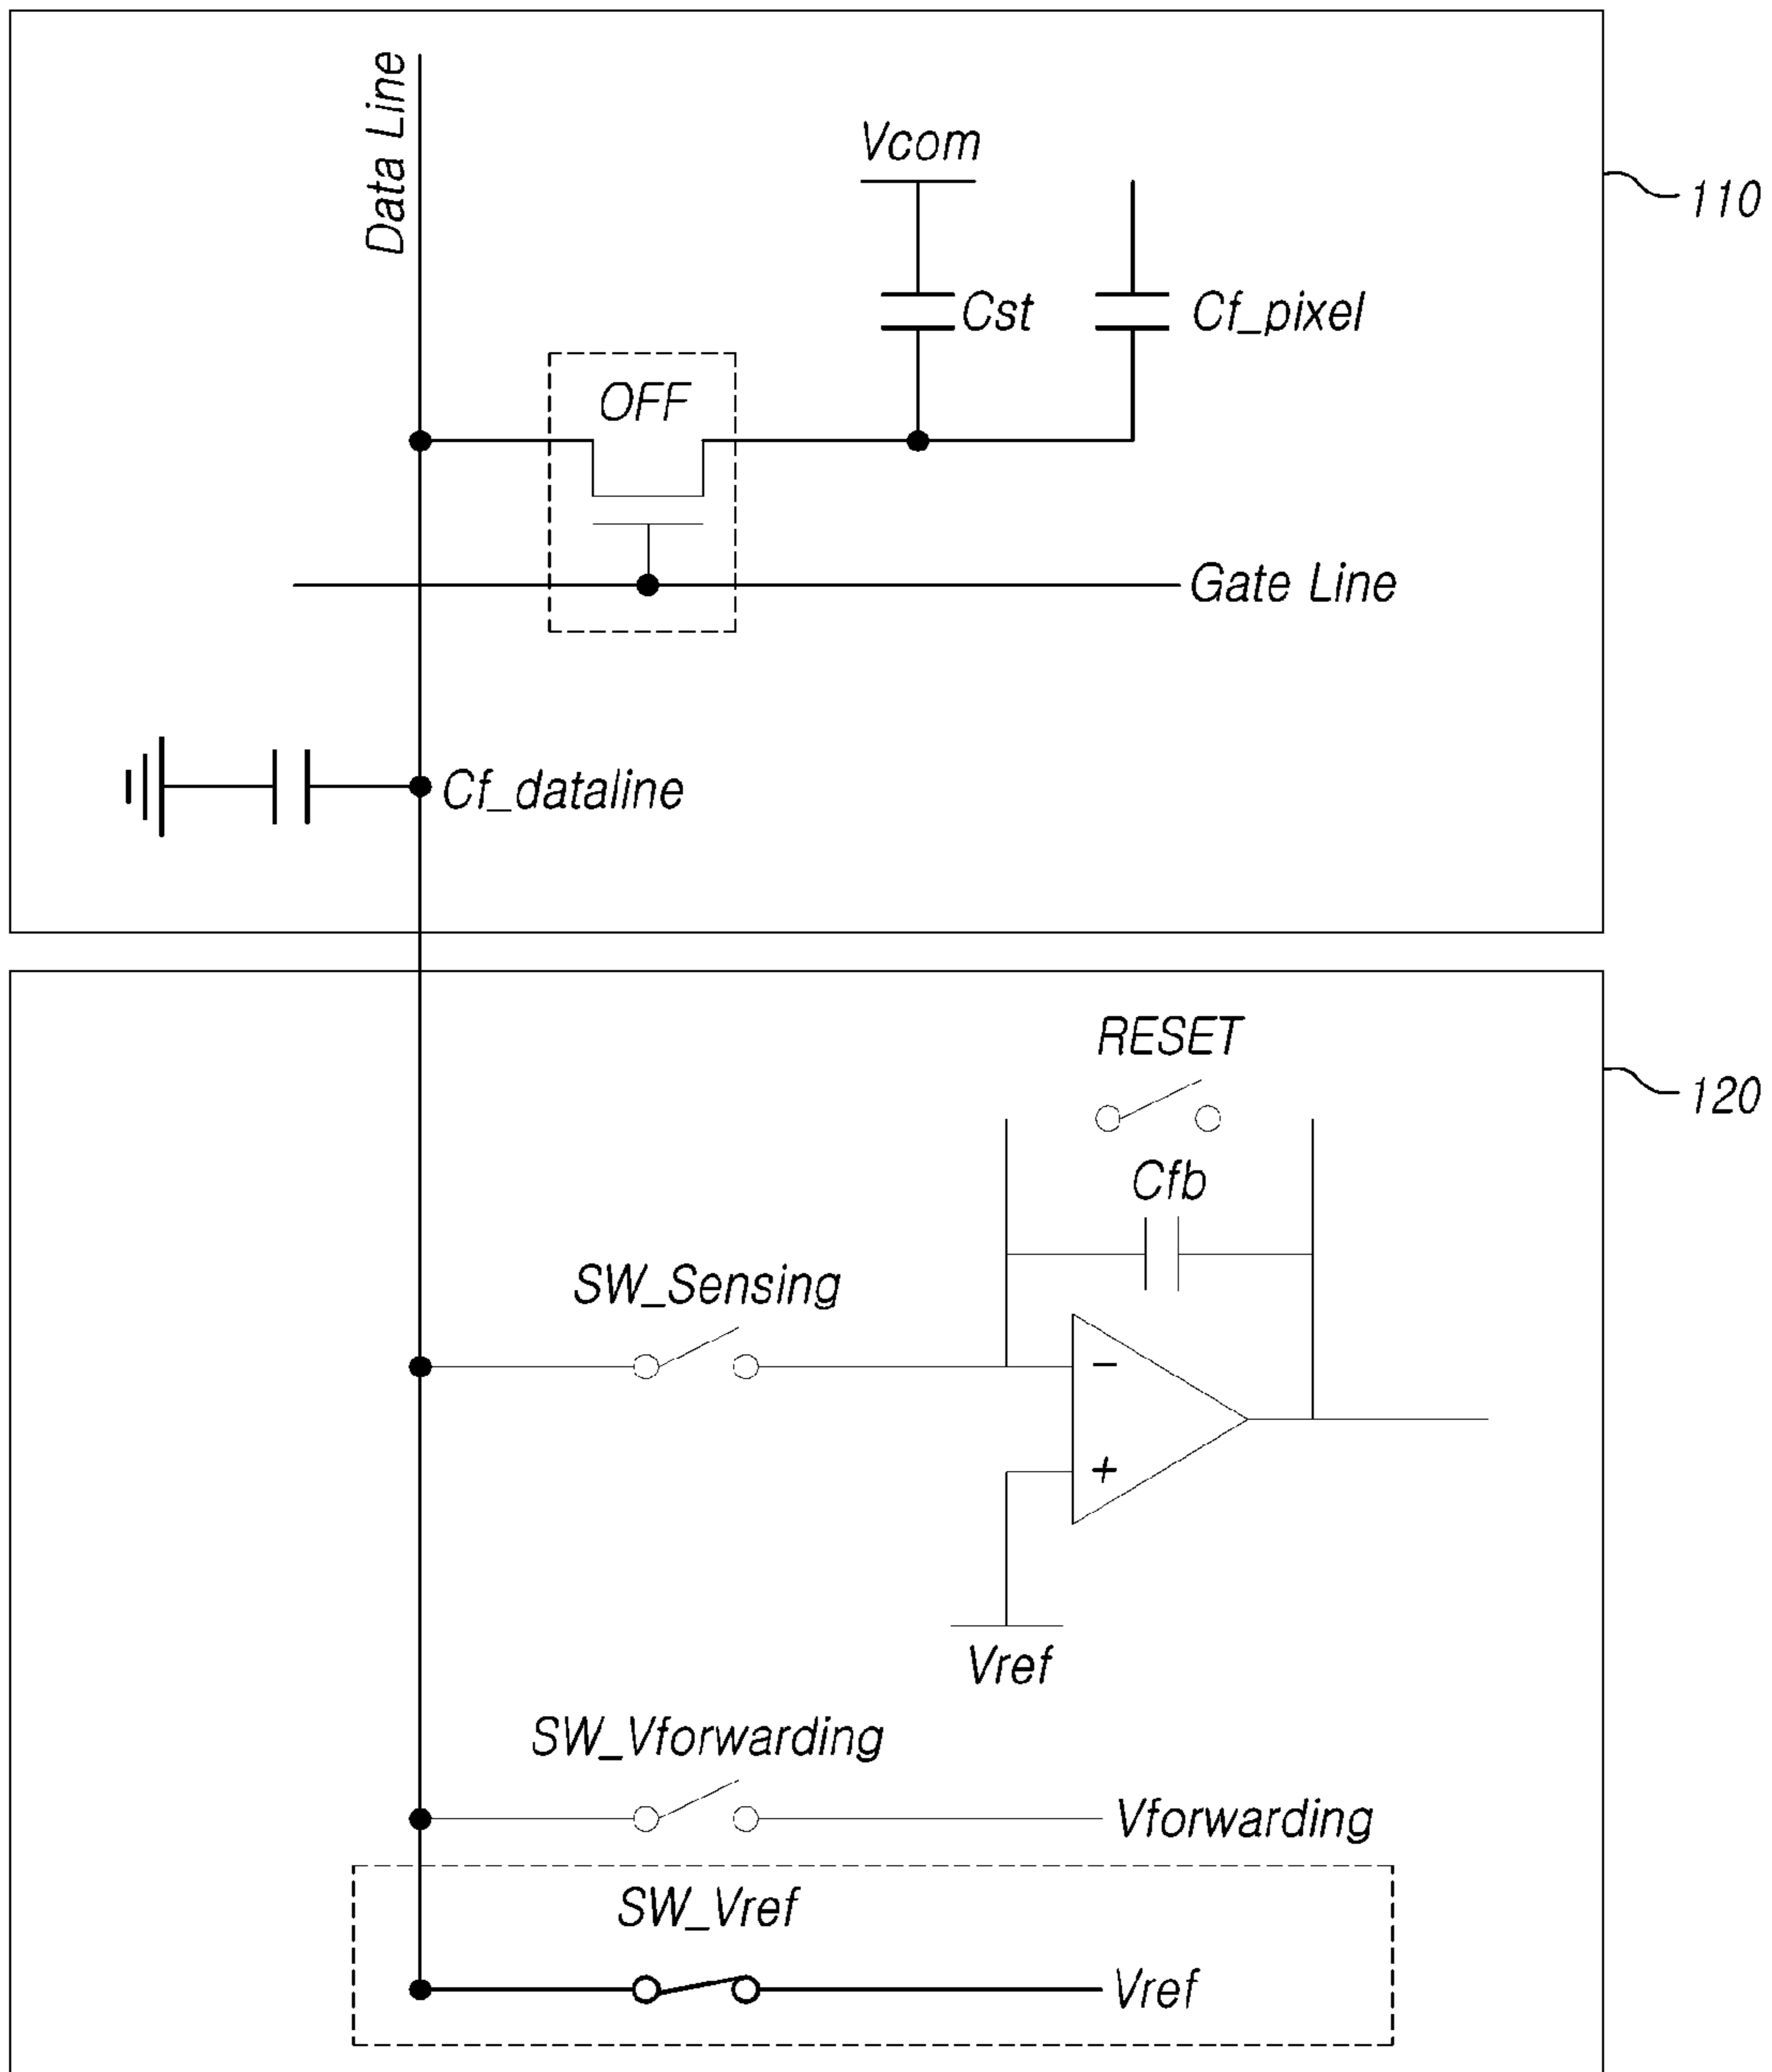 Data Line
Vcom
110
Cst
Cf_pixel
OFF
Gate Line
Cf_dataline
RESET
120
Cfb
SW_Sensing
−
+
Vref
SW_Vforwarding
Vforwarding
SW_Vref
Vref